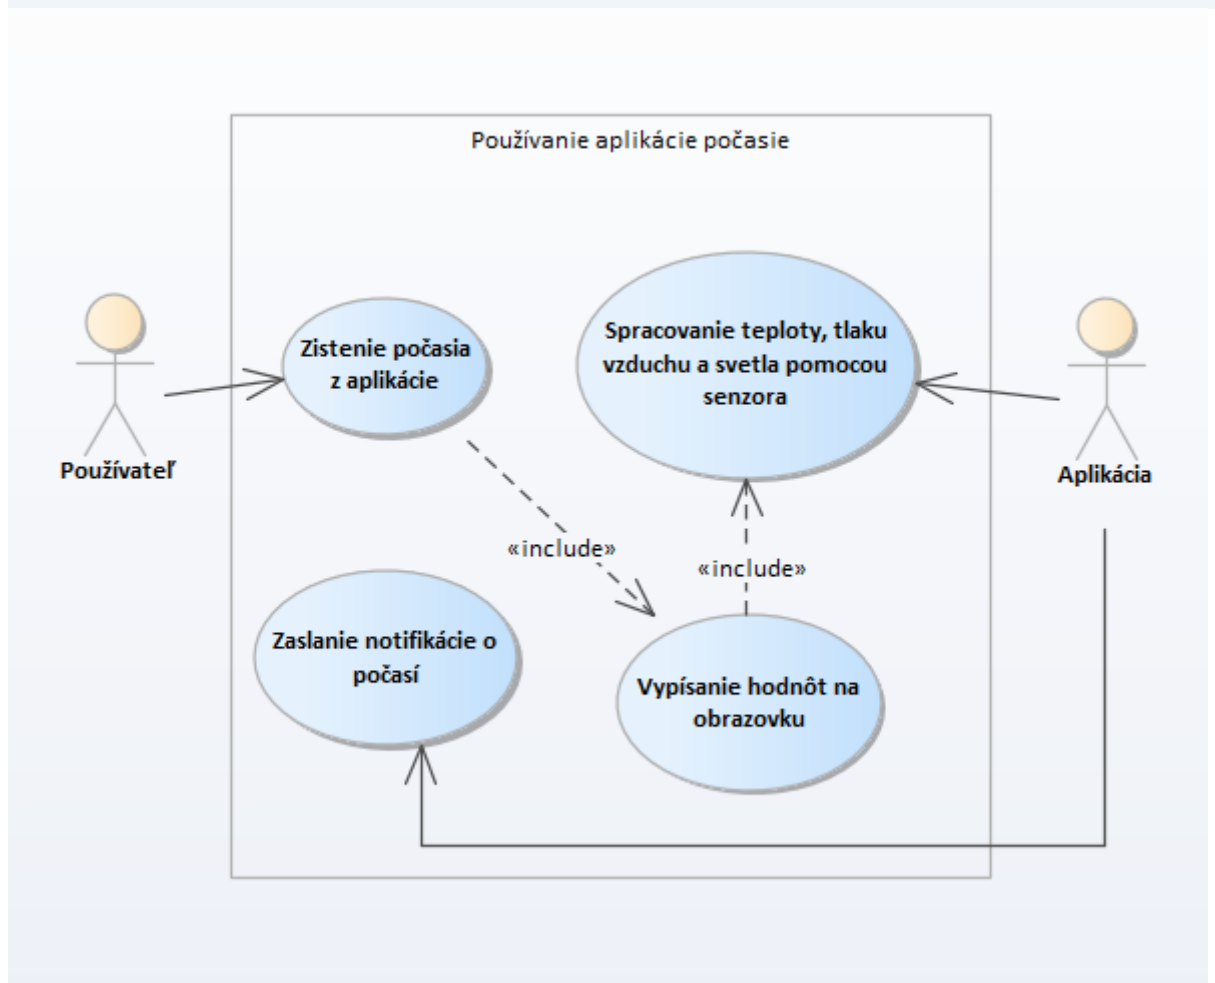 Používanie aplikácie počasie
Zistenie počasia
z aplikácie
Spracovanie teploty, tlaku
vzduchu a svetla pomocou
senzora
Používateľ
Aplikácia
«include»
«include»
Zaslanie notifikácie o
počasí
Vypísanie hodnôt na
obrazovku